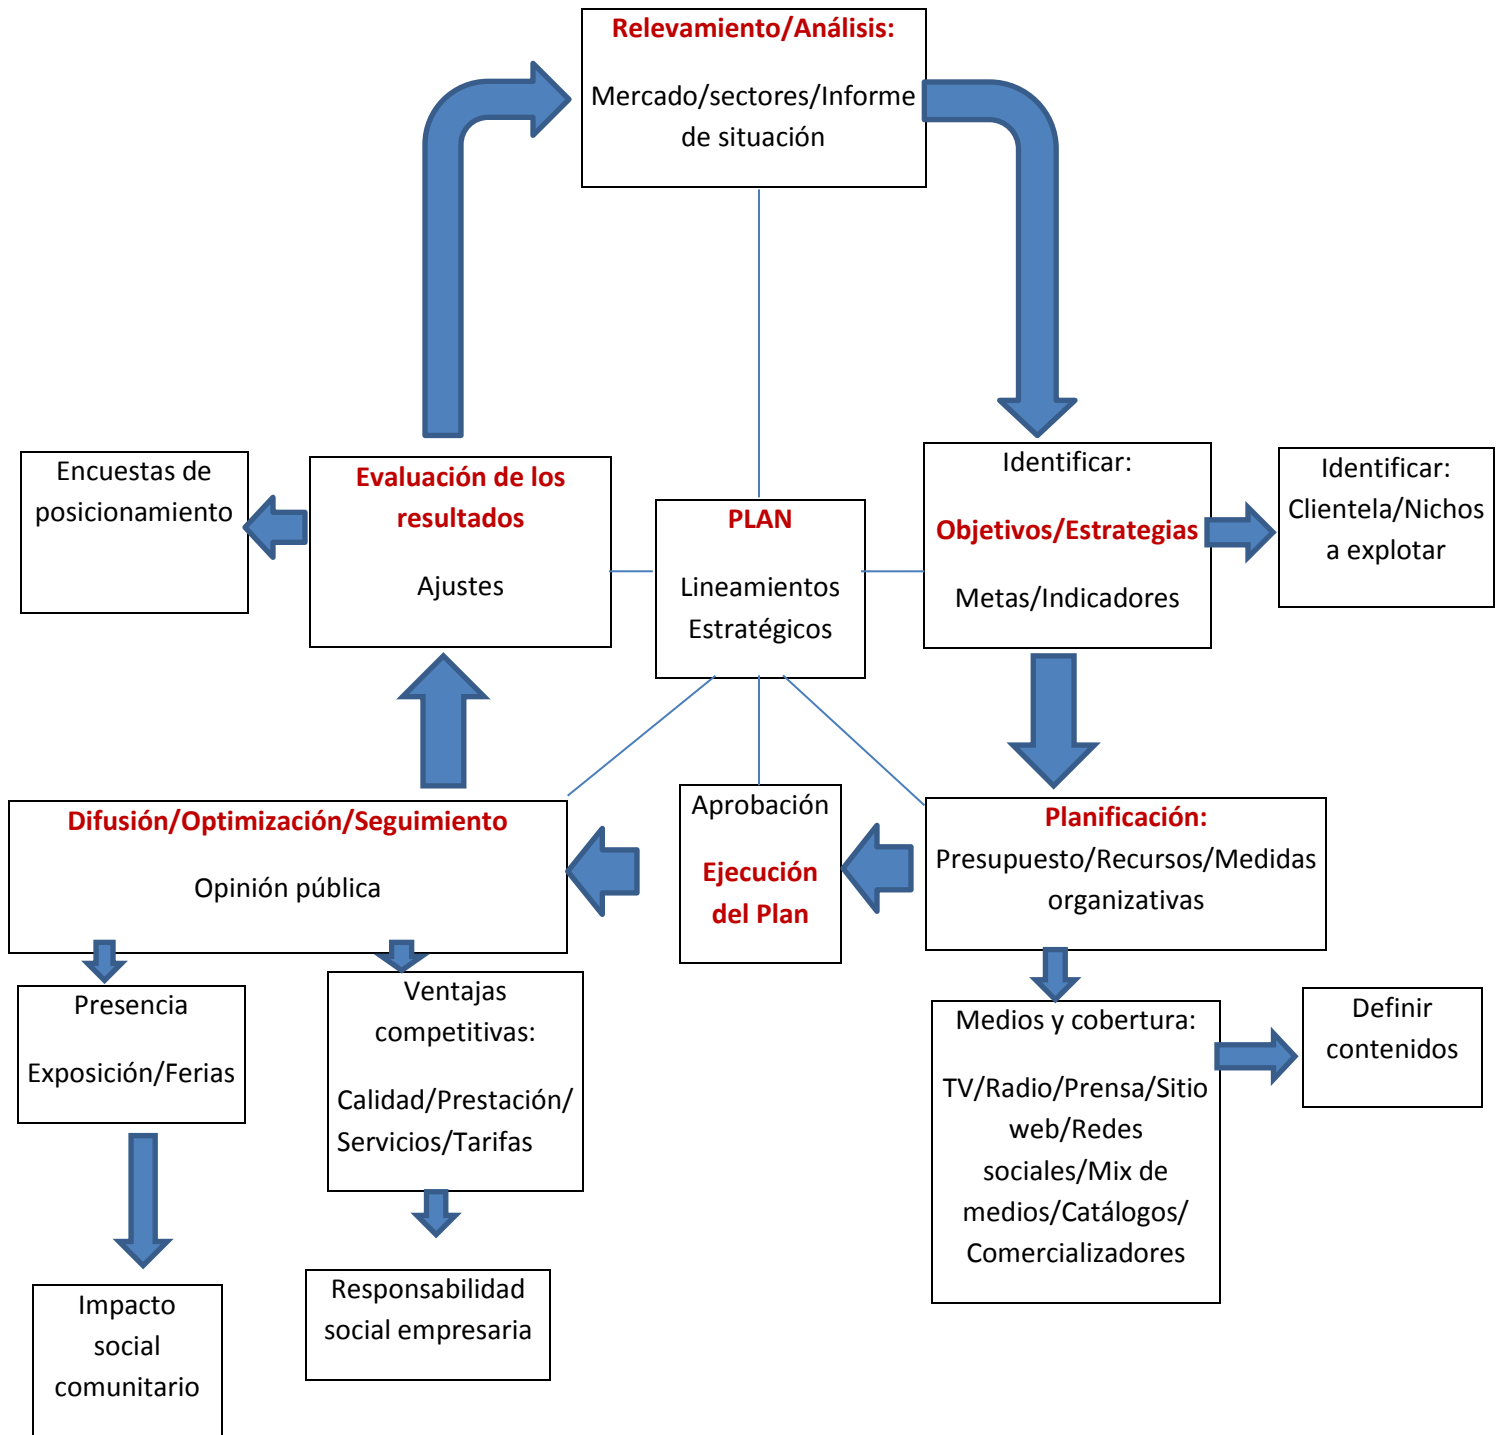 Relevamiento/Análisis:
Mercado/sectores/Informe
de situación
Encuestas de
posicionamiento
Evaluación de los
resultados
Ajustes
PLAN
Lineamientos
Estratégicos
Identificar:
Objetivos/Estrategias
Metas/Indicadores
Identificar:
Clientela/Nichos
a explotar
Difusión/Optimización/Seguimiento
Opinión pública
Aprobación
Ejecución
del Plan
Planificación:
Presupuesto/Recursos/Medidas
organizativas
Presencia
Exposición/Ferias
Ventajas
competitivas:
Calidad/Prestación/
Servicios/Tarifas
Medios y cobertura:
TV/Radio/Prensa/Sitio
web/Redes
sociales/Mix de
medios/Catálogos/
Comercializadores
Definir
contenidos
Impacto
social
comunitario
Responsabilidad
social empresaria